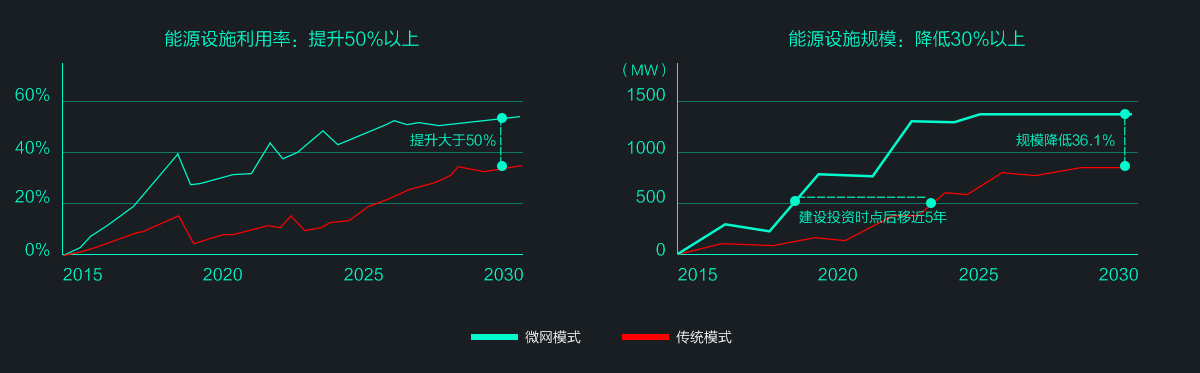 能源设施利用率：提升50%以上
60%
40%
20%
0%
提升大于50%
2015
2020
2025
2030
能源设施规模：降低30%以上
（MW）
1500
1000
500
0
规模降低36.1%
建设投资时点后移近5年
2015
2020
2025
2030
微网模式
传统模式